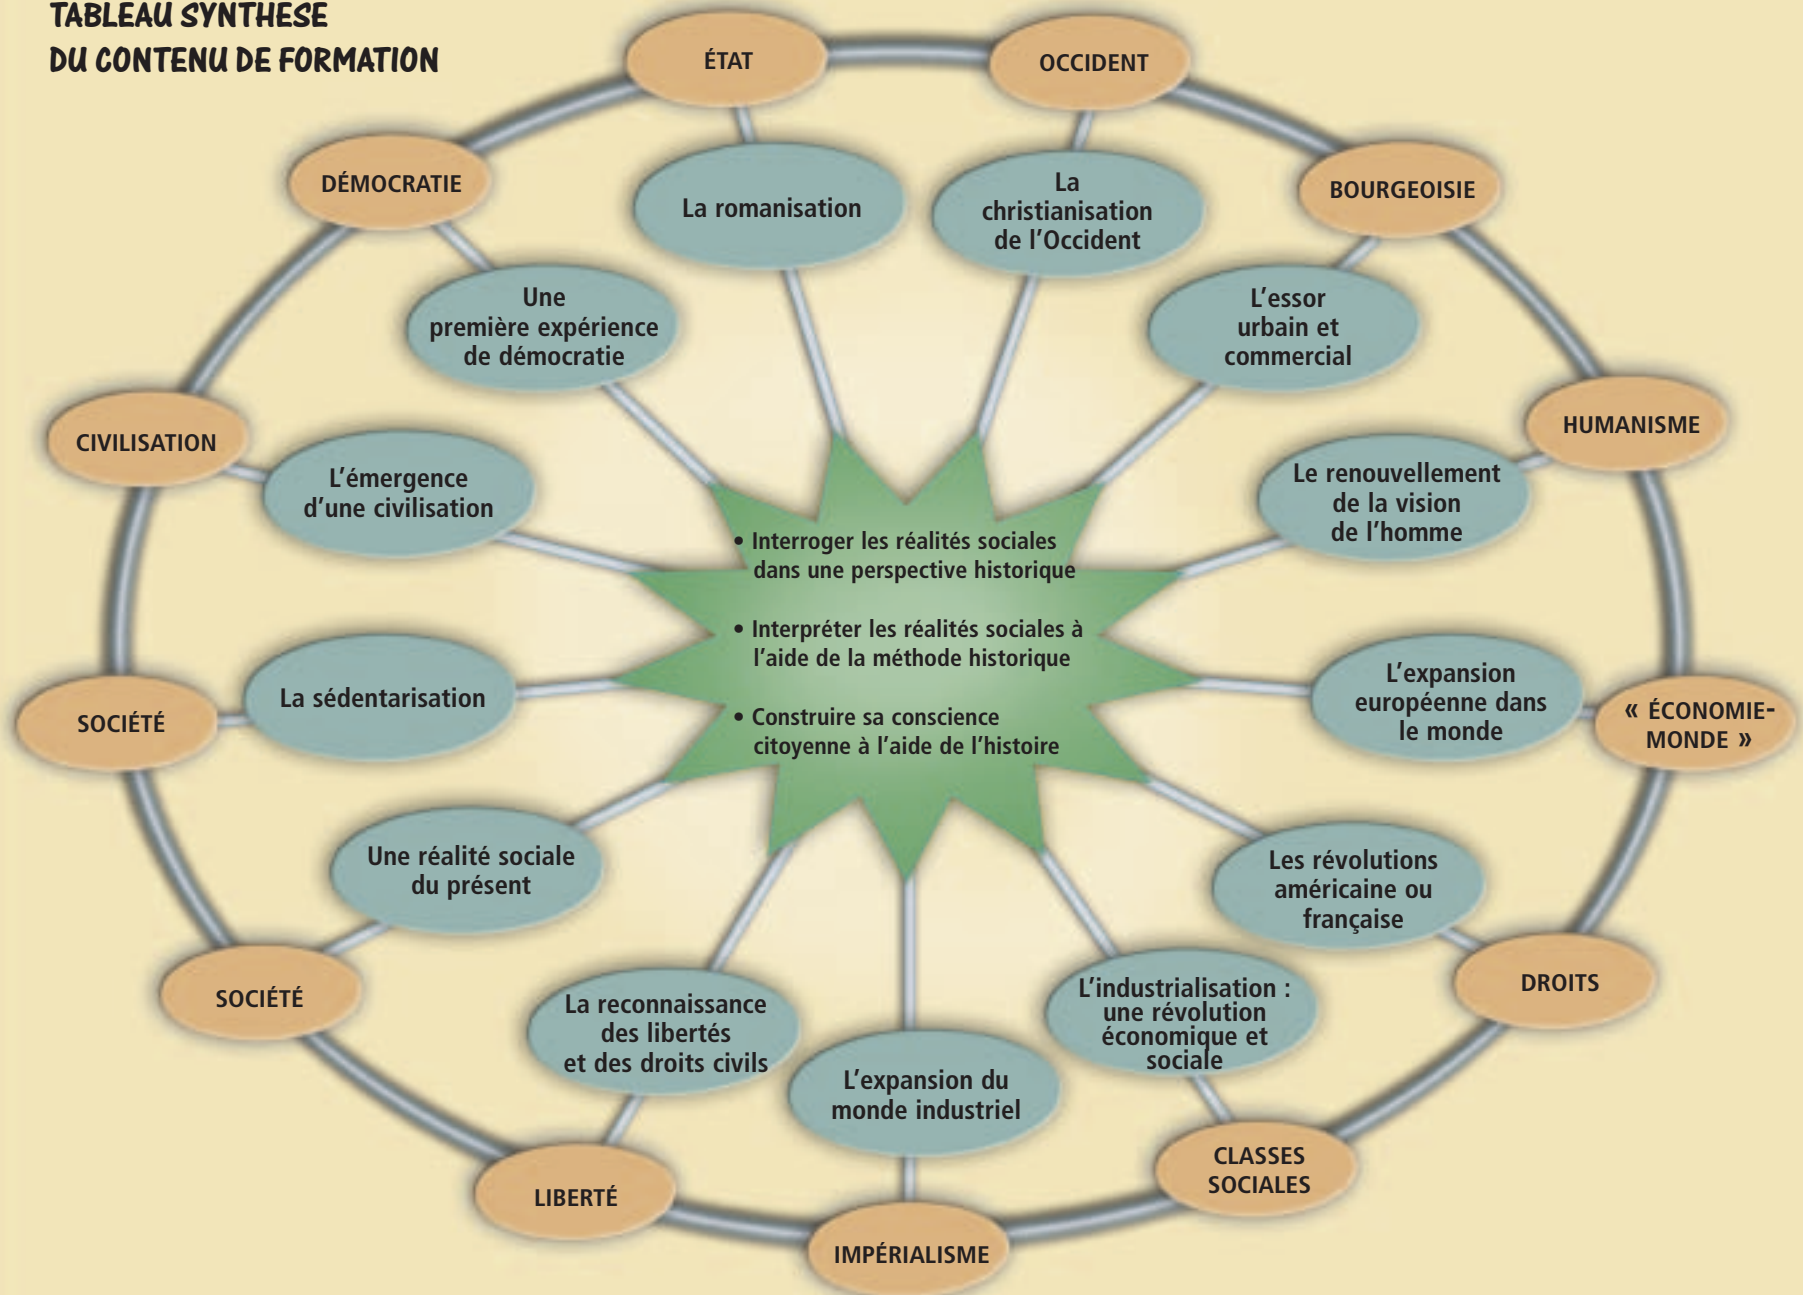 TABLEAU SYNTHÈSE
DU CONTENU DE FORMATION
ÉTAT
OCCIDENT
DÉMOCRATIE
BOURGEOISIE
La romanisation
La
christianisation
de l'Occident
Une
première expérience
de démocratie
L'essor
urbain et
commercial
CIVILISATION
HUMANISME
L'émergence
d'une civilisation
Le renouvellement
de la vision
de l'homme
• Interroger les réalités sociales
dans une perspective historique
• Interpréter les réalités sociales à
l'aide de la méthode historique
• Construire sa conscience
citoyenne à l'aide de l'histoire
SOCIÉTÉ
La sédentarisation
L'expansion
européenne dans
le monde
« ÉCONOMIE-
MONDE »
Une réalité sociale
du présent
Les révolutions
américaine ou
française
SOCIÉTÉ
DROITS
La reconnaissance
des libertés
et des droits civils
L'industrialisation :
une révolution
économique et
sociale
L'expansion du
monde industriel
LIBERTÉ
CLASSES
SOCIALES
IMPÉRIALISME